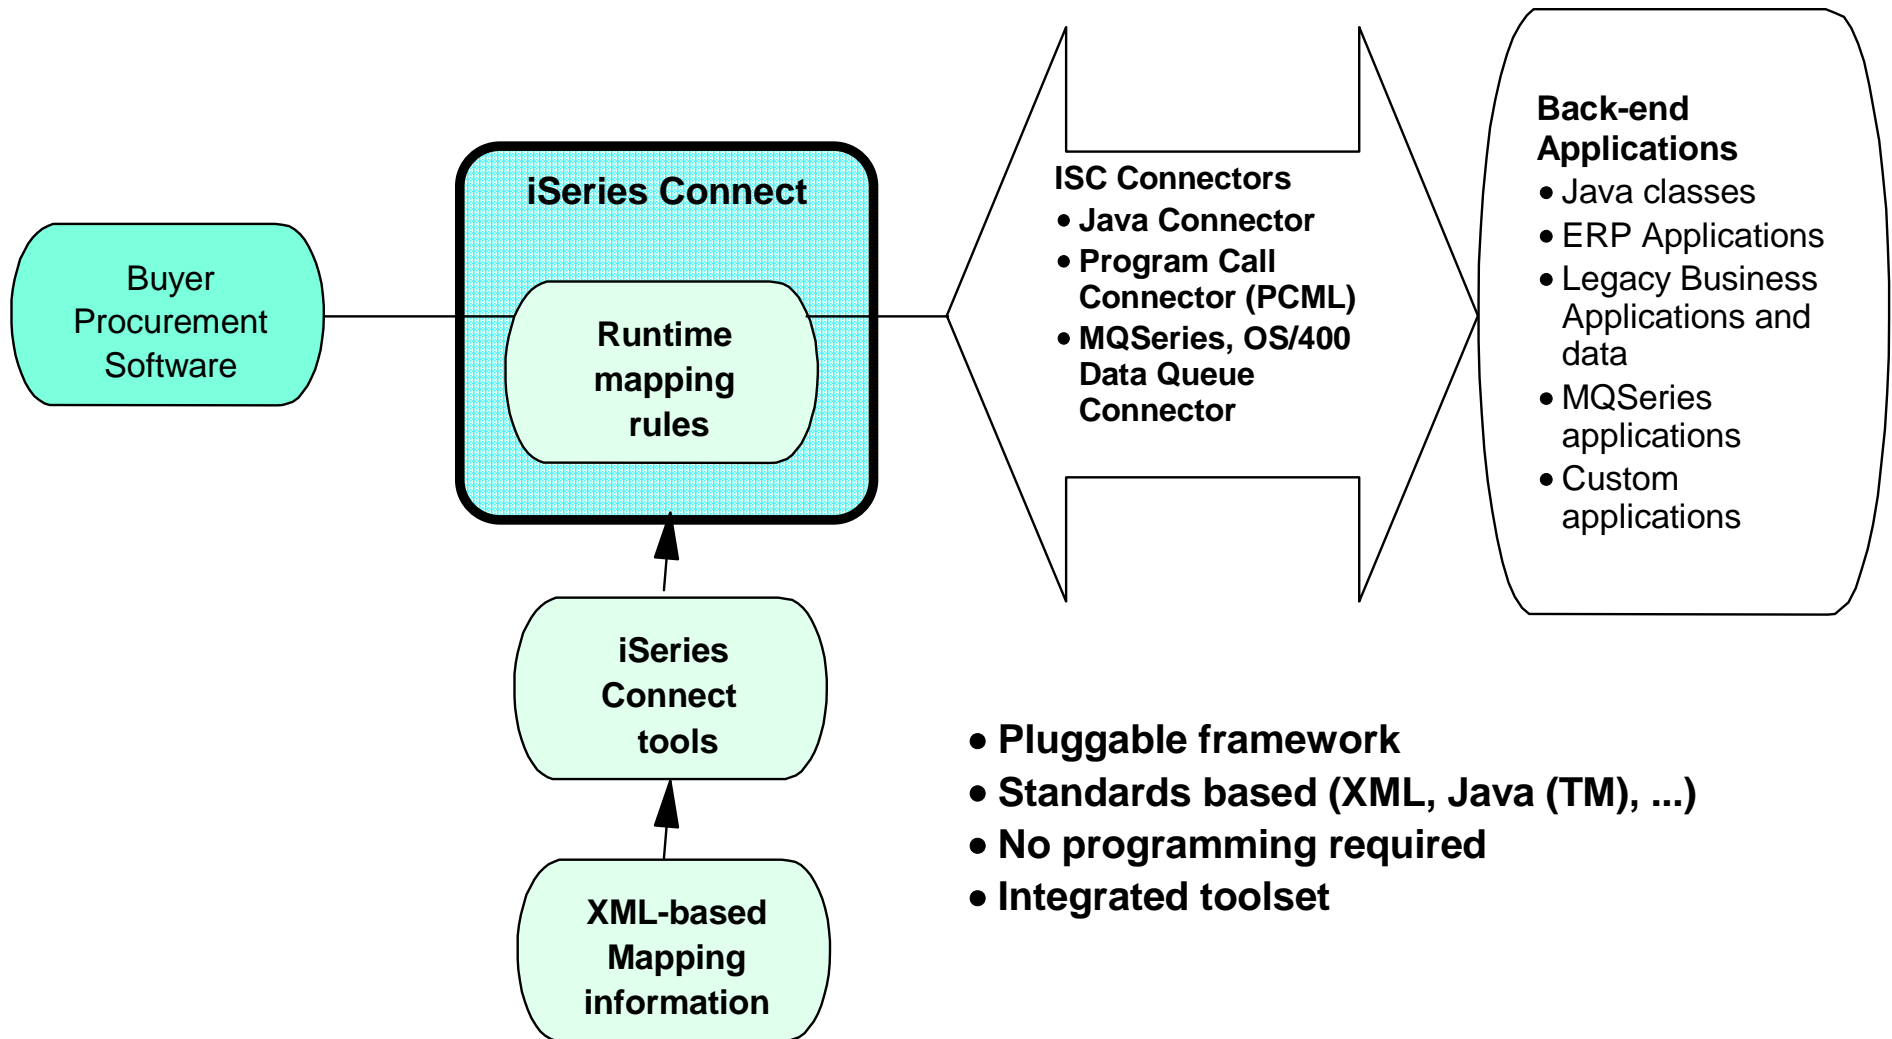 Buyer
Procurement
Software
iSeries Connect
Runtime
mapping
rules
iSeries
Connect
tools
XML-based
Mapping
information
ISC Connectors
• Java Connector
• Program Call
Connector (PCML)
• MQSeries, OS/400
Data Queue
Connector
Back-end
Applications
• Java classes
• ERP Applications
• Legacy Business
Applications and
data
• MQSeries
applications
• Custom
applications
• Pluggable framework
• Standards based (XML, Java (TM), ...)
• No programming required
• Integrated toolset